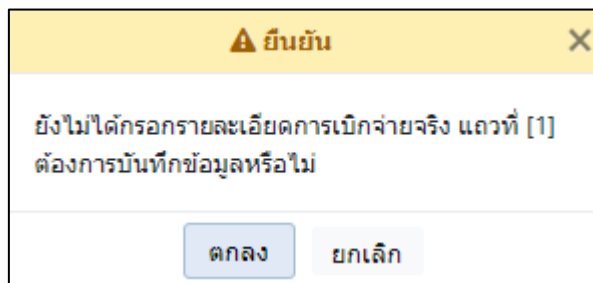 ยืนยัน
ยังไม่ได้กรอกรายละเอียดการเบิกจ่ายจริง แถวที่ [1]
ต้องการบันทึกข้อมูลหรือไม่
ตกลง ยกเลิก